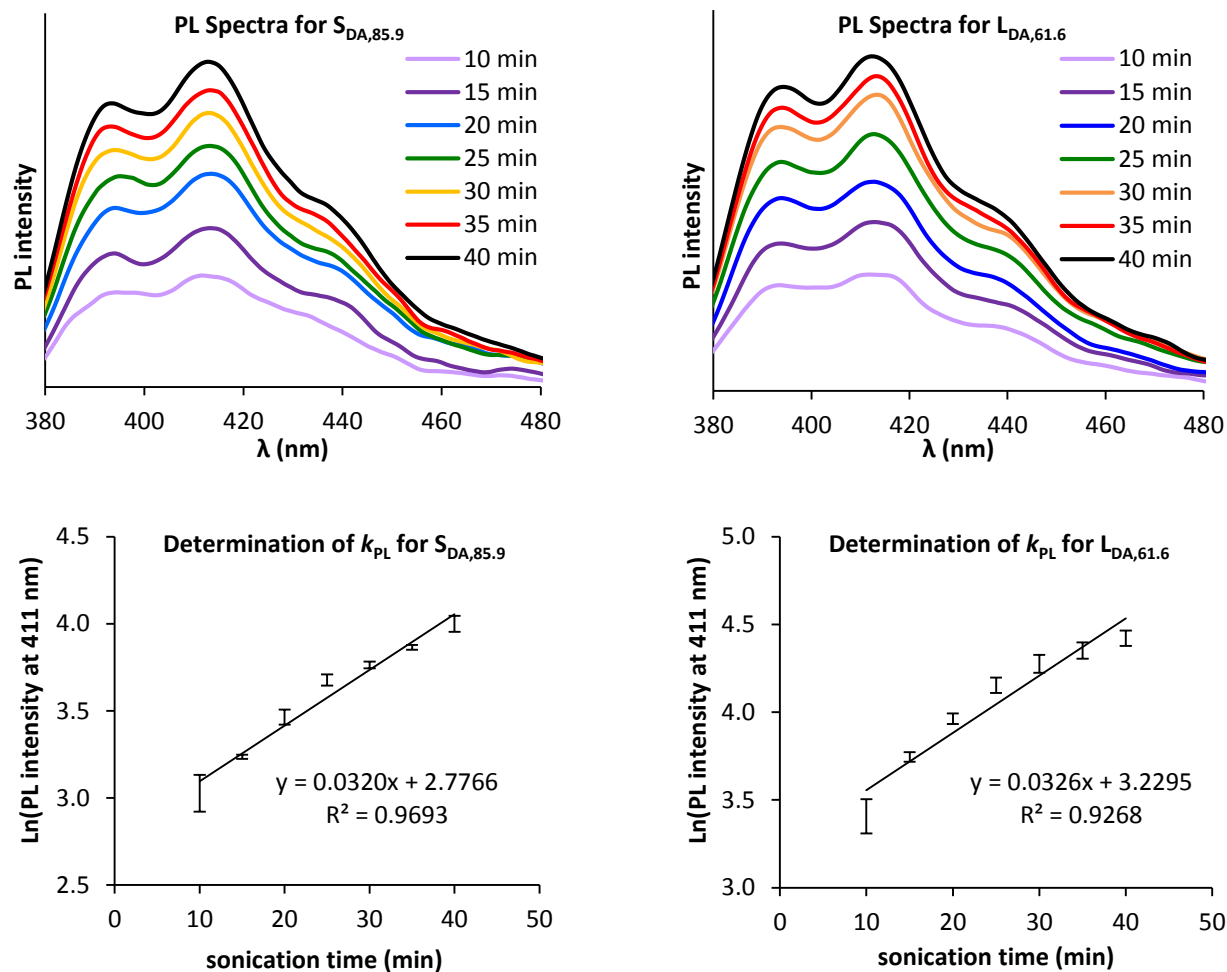 PL Spectra for S_DA,85.9
10 min
15 min
20 min
25 min
30 min
35 min
40 min
PL intensity
380 400 420 440 460 480
λ (nm)
PL Spectra for L_DA,61.6
10 min
15 min
20 min
25 min
30 min
35 min
40 min
PL intensity
380 400 420 440 460 480
λ (nm)
Determination of k_PL for S_DA,85.9
Ln(PL intensity at 411 nm)
4.5
4.0
3.5
3.0
2.5
y = 0.0320x + 2.7766
R² = 0.9693
0 10 20 30 40 50
sonication time (min)
Determination of k_PL for L_DA,61.6
Ln(PL intensity at 411 nm)
5.0
4.5
4.0
3.5
3.0
y = 0.0326x + 3.2295
R² = 0.9268
0 10 20 30 40 50
sonication time (min)